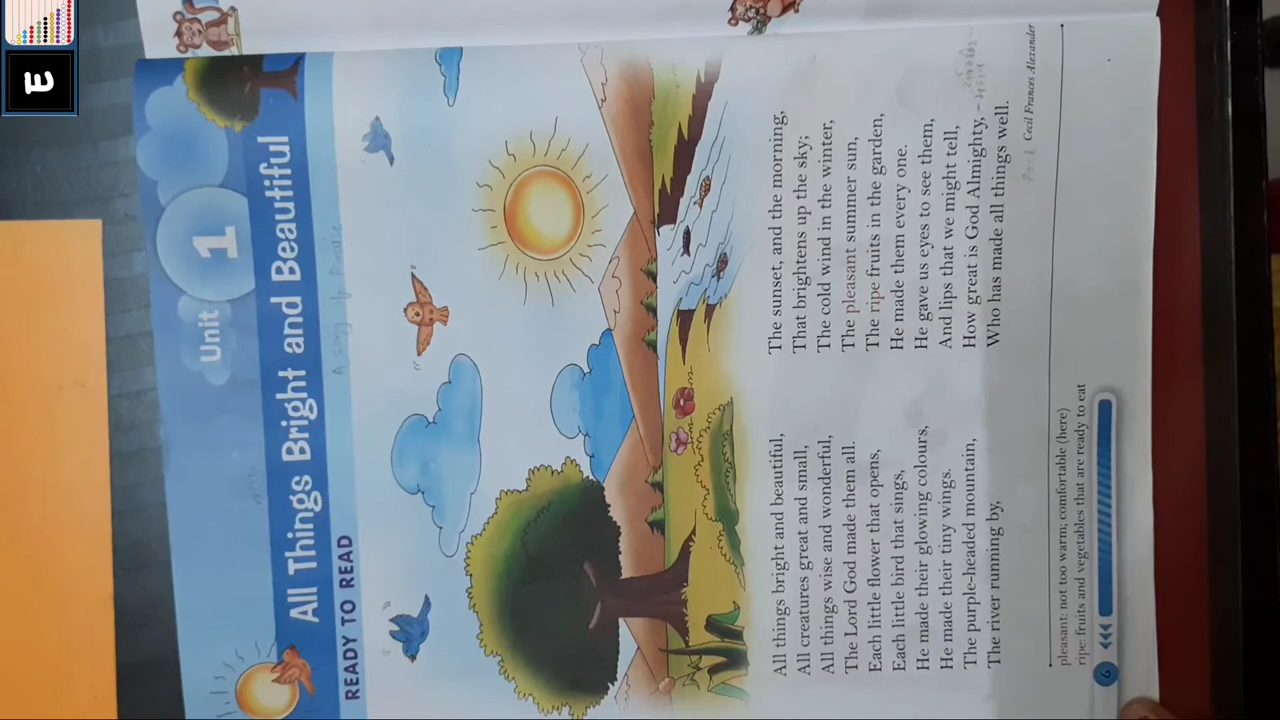 Unit 1
All Things Bright and Beautiful
READY TO READ
All things bright and beautiful,
All creatures great and small,
All things wise and wonderful,
The Lord God made them all.
Each little flower that opens,
Each little bird that sings,
He made their glowing colours,
He made their tiny wings.
The purple-headed mountain,
The river running by,
The sunset, and the morning,
That brightens up the sky;
The cold wind in the winter,
The pleasant summer sun,
The ripe fruits in the garden,
He made them every one.
He gave us eyes to see them,
And lips that we might tell,
How great is God Almighty,
Who has made all things well.
Cecil Frances Alexander
pleasant: not too warm; comfortable (here)
ripe: fruits and vegetables that are ready to eat
6